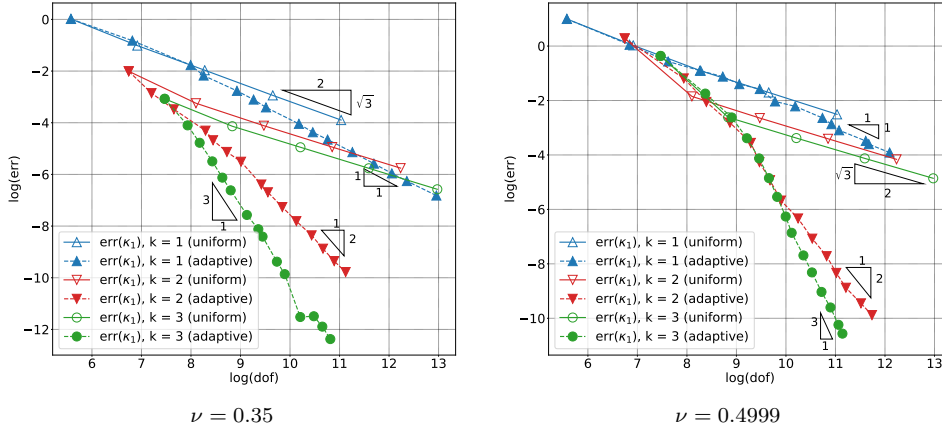 0
−2
−4
−6
−8
−10
−12
log(err)
2
√3
1
1
3
1
1
2
err(κ1), k = 1 (uniform)
err(κ1), k = 1 (adaptive)
err(κ1), k = 2 (uniform)
err(κ1), k = 2 (adaptive)
err(κ1), k = 3 (uniform)
err(κ1), k = 3 (adaptive)
6 7 8 9 10 11 12 13
log(dof)
ν = 0.35
0
−2
−4
−6
−8
−10
log(err)
1
1
√3
2
1
2
3
1
err(κ1), k = 1 (uniform)
err(κ1), k = 1 (adaptive)
err(κ1), k = 2 (uniform)
err(κ1), k = 2 (adaptive)
err(κ1), k = 3 (uniform)
err(κ1), k = 3 (adaptive)
6 7 8 9 10 11 12 13
log(dof)
ν = 0.4999